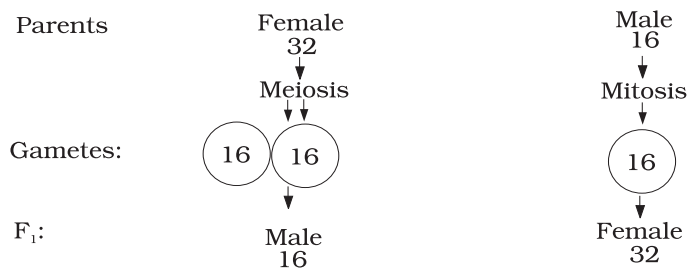 Parents Female Male
32 16
Meiosis Mitosis
Gametes: 16 16 16
F₁: Male Female
16 32